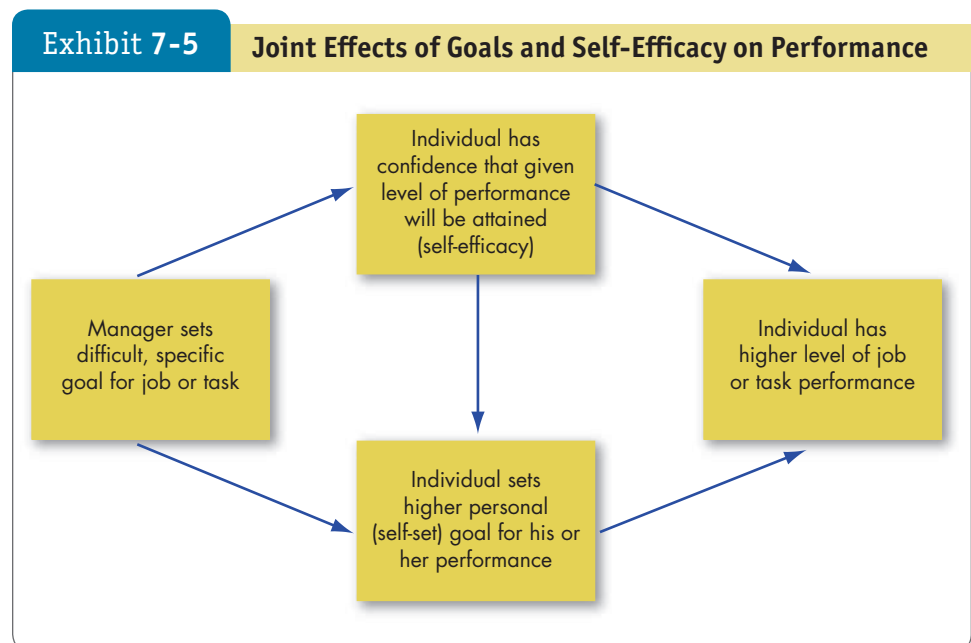 Exhibit 7-5
Joint Effects of Goals and Self-Efficacy on Performance
Individual has
confidence that given
level of performance
will be attained
(self-efficacy)
Manager sets
difficult, specific
goal for job or task
Individual has
higher level of job
or task performance
Individual sets
higher personal
(self-set) goal for his or
her performance